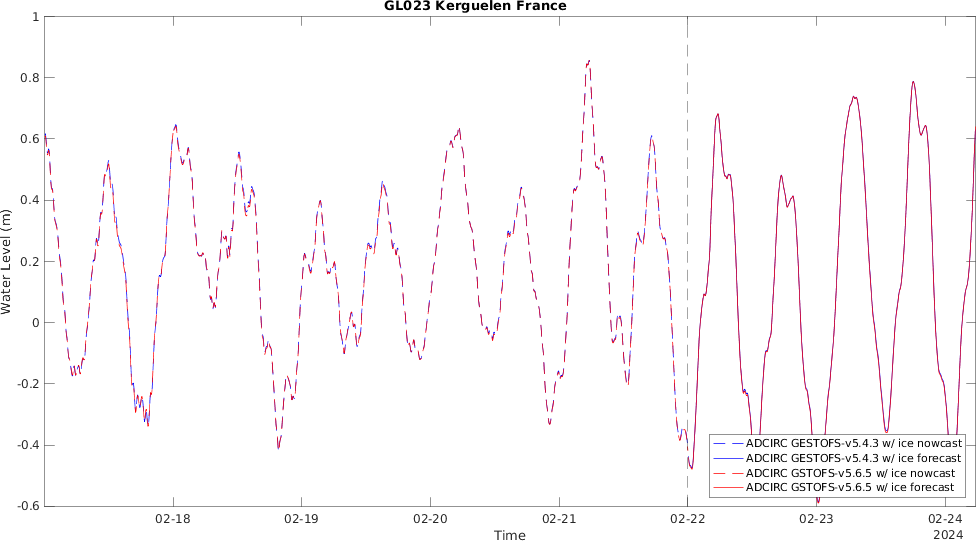 GL023 Kerguelen France
1
0.8
0.6
0.4
0.2
0
-0.2
-0.4
-0.6
Water Level (m)
ADCIRC GESTOFS-v5.4.3 w/ ice nowcast
ADCIRC GESTOFS-v5.4.3 w/ ice forecast
ADCIRC GSTOFS-v5.6.5 w/ ice nowcast
ADCIRC GSTOFS-v5.6.5 w/ ice forecast
02-18 02-19 02-20 02-21 02-22 02-23 02-24
Time 2024